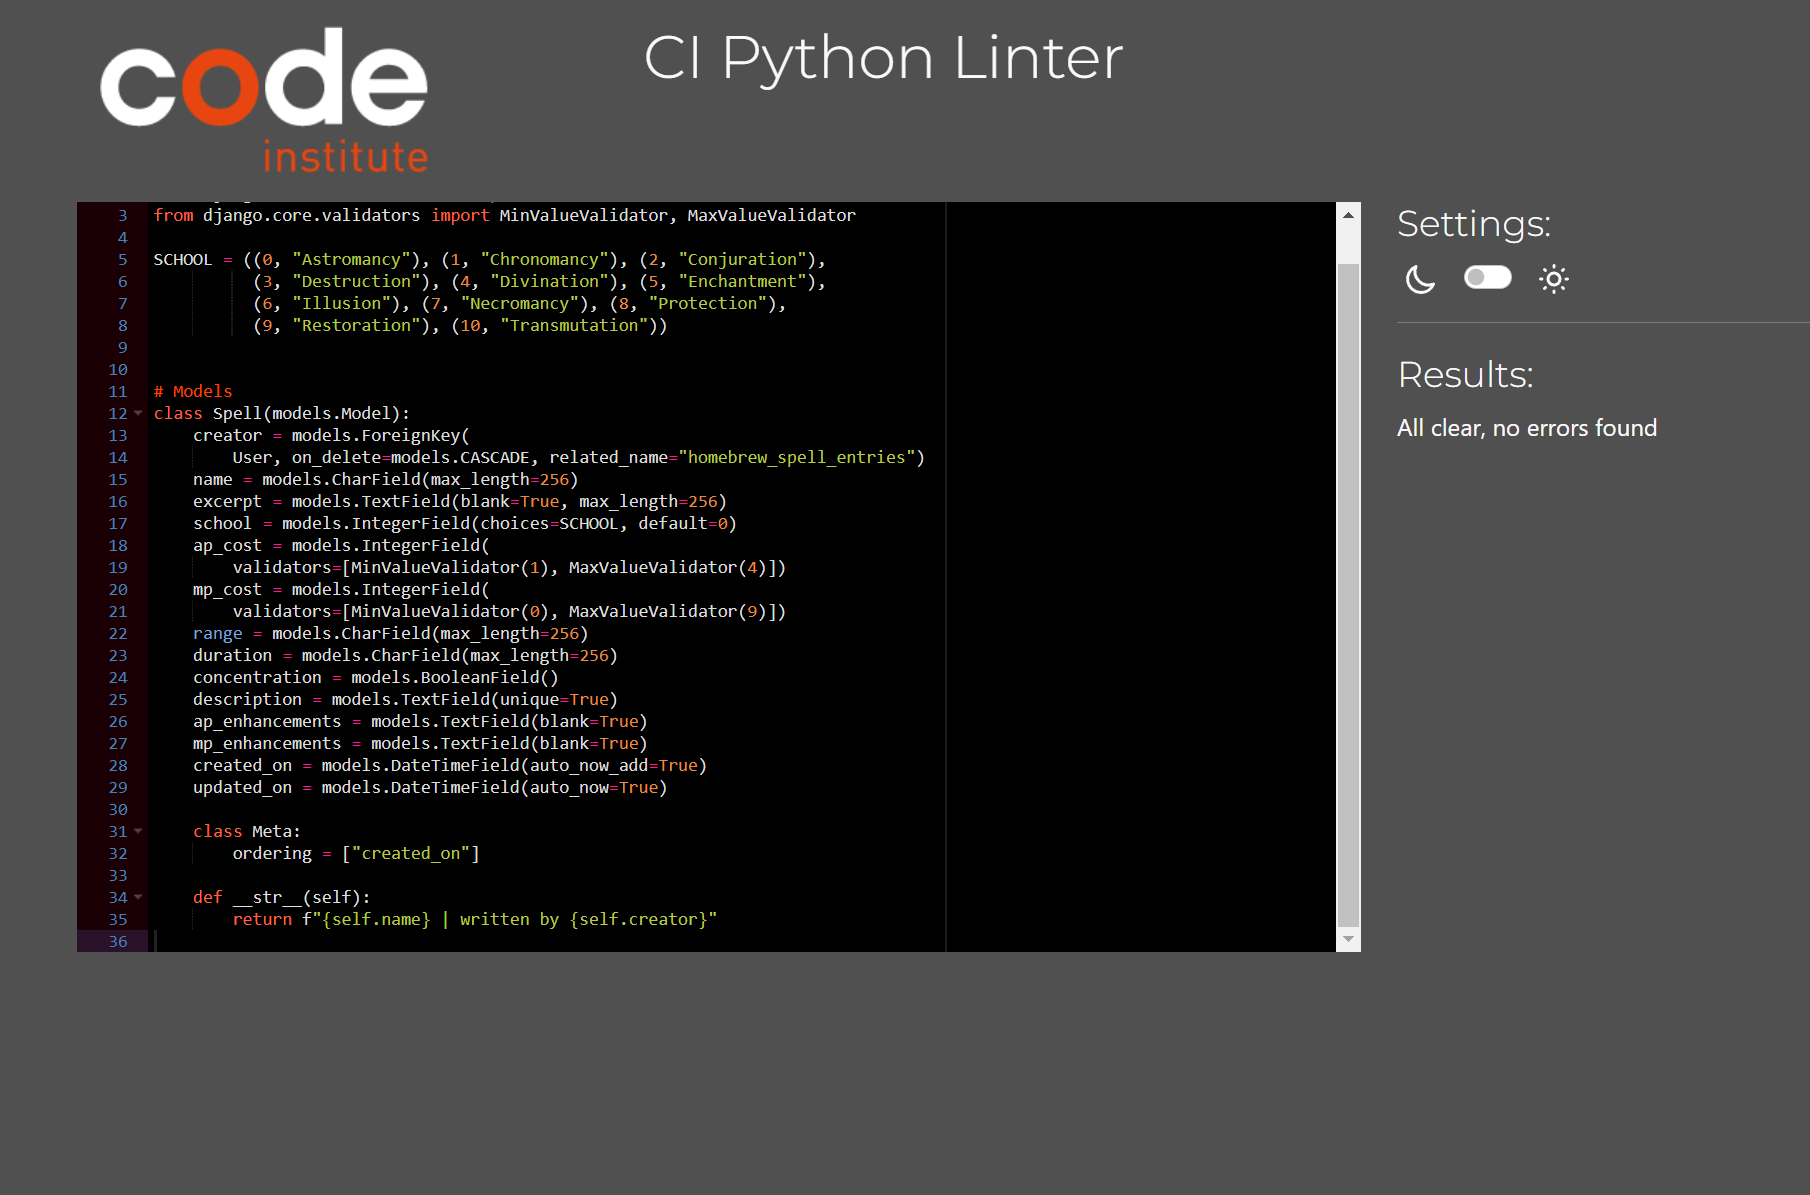 code
institute
CI Python Linter
3 from django.core.validators import MinValueValidator, MaxValueValidator
4
5 SCHOOL = ((0, "Astromancy"), (1, "Chronomancy"), (2, "Conjuration"),
6 (3, "Destruction"), (4, "Divination"), (5, "Enchantment"),
7 (6, "Illusion"), (7, "Necromancy"), (8, "Protection"),
8 (9, "Restoration"), (10, "Transmutation"))
9
10
11 # Models
12 class Spell(models.Model):
13 creator = models.ForeignKey(
14 User, on_delete=models.CASCADE, related_name="homebrew_spell_entries")
15 name = models.CharField(max_length=256)
16 excerpt = models.TextField(blank=True, max_length=256)
17 school = models.IntegerField(choices=SCHOOL, default=0)
18 ap_cost = models.IntegerField(
19 validators=[MinValueValidator(1), MaxValueValidator(4)])
20 mp_cost = models.IntegerField(
21 validators=[MinValueValidator(0), MaxValueValidator(9)])
22 range = models.CharField(max_length=256)
23 duration = models.CharField(max_length=256)
24 concentration = models.BooleanField()
25 description = models.TextField(unique=True)
26 ap_enhancements = models.TextField(blank=True)
27 mp_enhancements = models.TextField(blank=True)
28 created_on = models.DateTimeField(auto_now_add=True)
29 updated_on = models.DateTimeField(auto_now=True)
30
31 class Meta:
32 ordering = ["created_on"]
33
34 def __str__(self):
35 return f"{self.name} | written by {self.creator}"
36
Settings:
Results:
All clear, no errors found